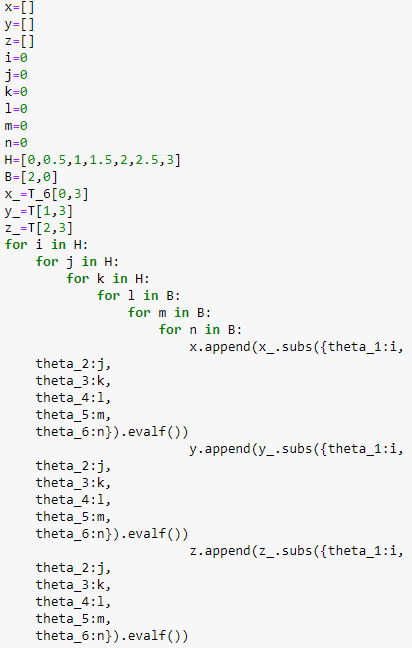 x=[]
y=[]
z=[]
i=0
j=0
k=0
l=0
m=0
n=0
H=[0,0.5,1,1.5,2,2.5,3]
B=[2,0]
x_=T_6[0,3]
y_=T[1,3]
z_=T[2,3]
for i in H:
    for j in H:
        for k in H:
            for l in B:
                for m in B:
                    for n in B:
                        x.append(x_.subs({theta_1:i,
    theta_2:j,
    theta_3:k,
    theta_4:l,
    theta_5:m,
    theta_6:n}).evalf())
                        y.append(y_.subs({theta_1:i,
    theta_2:j,
    theta_3:k,
    theta_4:l,
    theta_5:m,
    theta_6:n}).evalf())
                        z.append(z_.subs({theta_1:i,
    theta_2:j,
    theta_3:k,
    theta_4:l,
    theta_5:m,
    theta_6:n}).evalf())